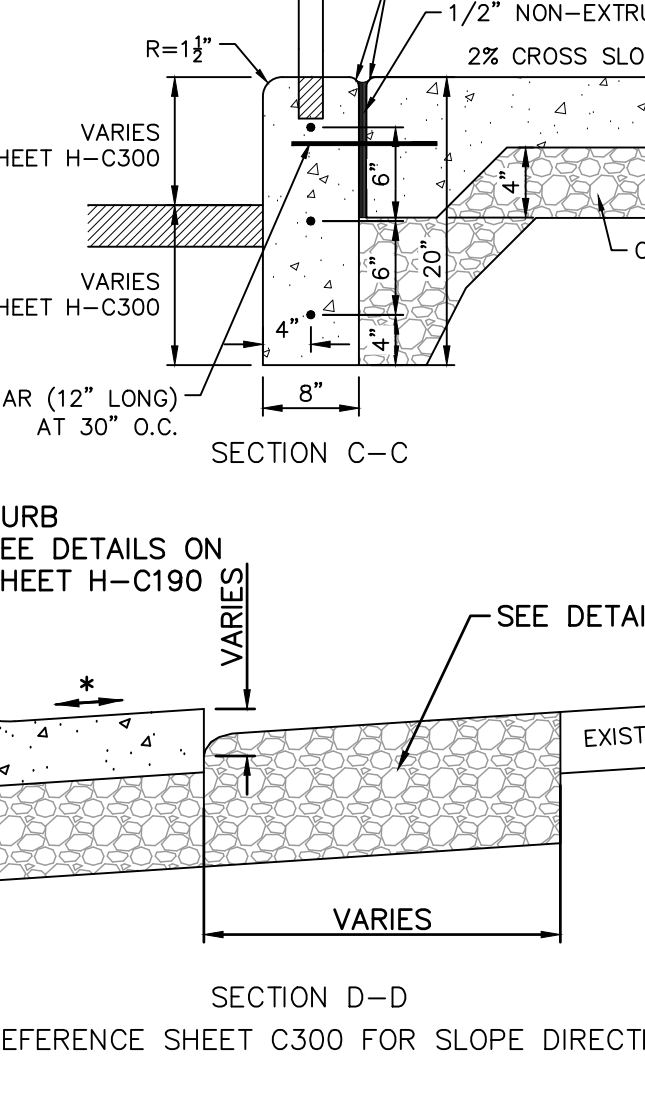 1/2" NON-EXTRU
R=1½"
2% CROSS SLO
VARIES
HEET H-C300
6"
4"
VARIES
HEET H-C300
6"
20"
4"
4"
8"
AR (12" LONG)
AT 30" O.C.
SECTION C-C
URB
EE DETAILS ON
HEET H-C190
VARIES
SEE DETAI
*
EXIST
VARIES
SECTION D-D
EFERENCE SHEET C300 FOR SLOPE DIRECTI